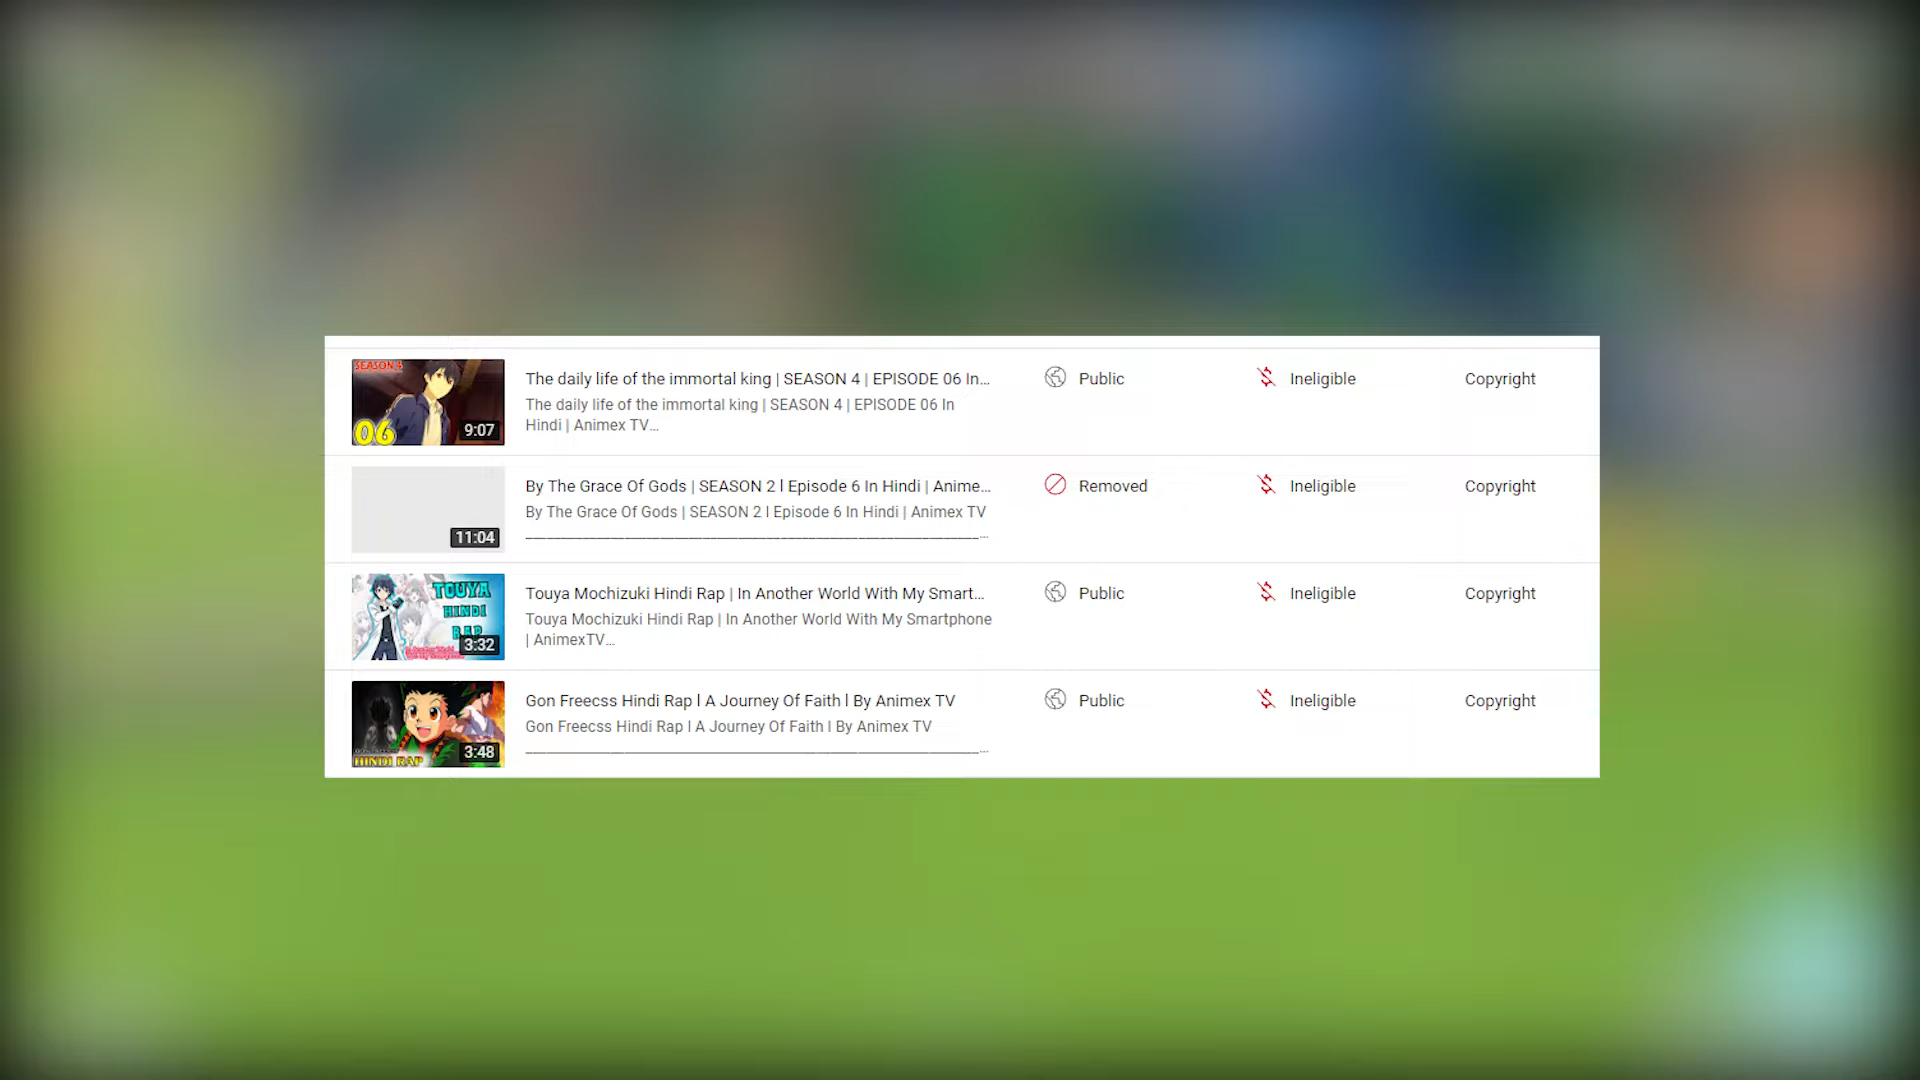 SEASON 4
06
9:07
The daily life of the immortal king | SEASON 4 | EPISODE 06 In...
The daily life of the immortal king | SEASON 4 | EPISODE 06 In
Hindi | Animex TV...
Public
Ineligible
Copyright
11:04
By The Grace Of Gods | SEASON 2 l Episode 6 In Hindi | Anime...
By The Grace Of Gods | SEASON 2 l Episode 6 In Hindi | Animex TV
Removed
Ineligible
Copyright
TOUYA
HINDI
RAP
3:32
Touya Mochizuki Hindi Rap | In Another World With My Smart...
Touya Mochizuki Hindi Rap | In Another World With My Smartphone
| AnimexTV...
Public
Ineligible
Copyright
HINDI RAP
3:48
Gon Freecss Hindi Rap l A Journey Of Faith l By Animex TV
Gon Freecss Hindi Rap l A Journey Of Faith l By Animex TV
Public
Ineligible
Copyright